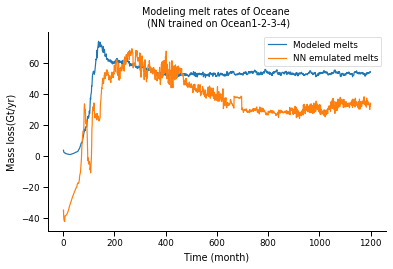 Modeling melt rates of Oceane
(NN trained on Ocean1-2-3-4)
Modeled melts
NN emulated melts
Mass loss(Gt/yr)
60
40
20
0
−20
−40
0
200
400
600
800
1000
1200
Time (month)